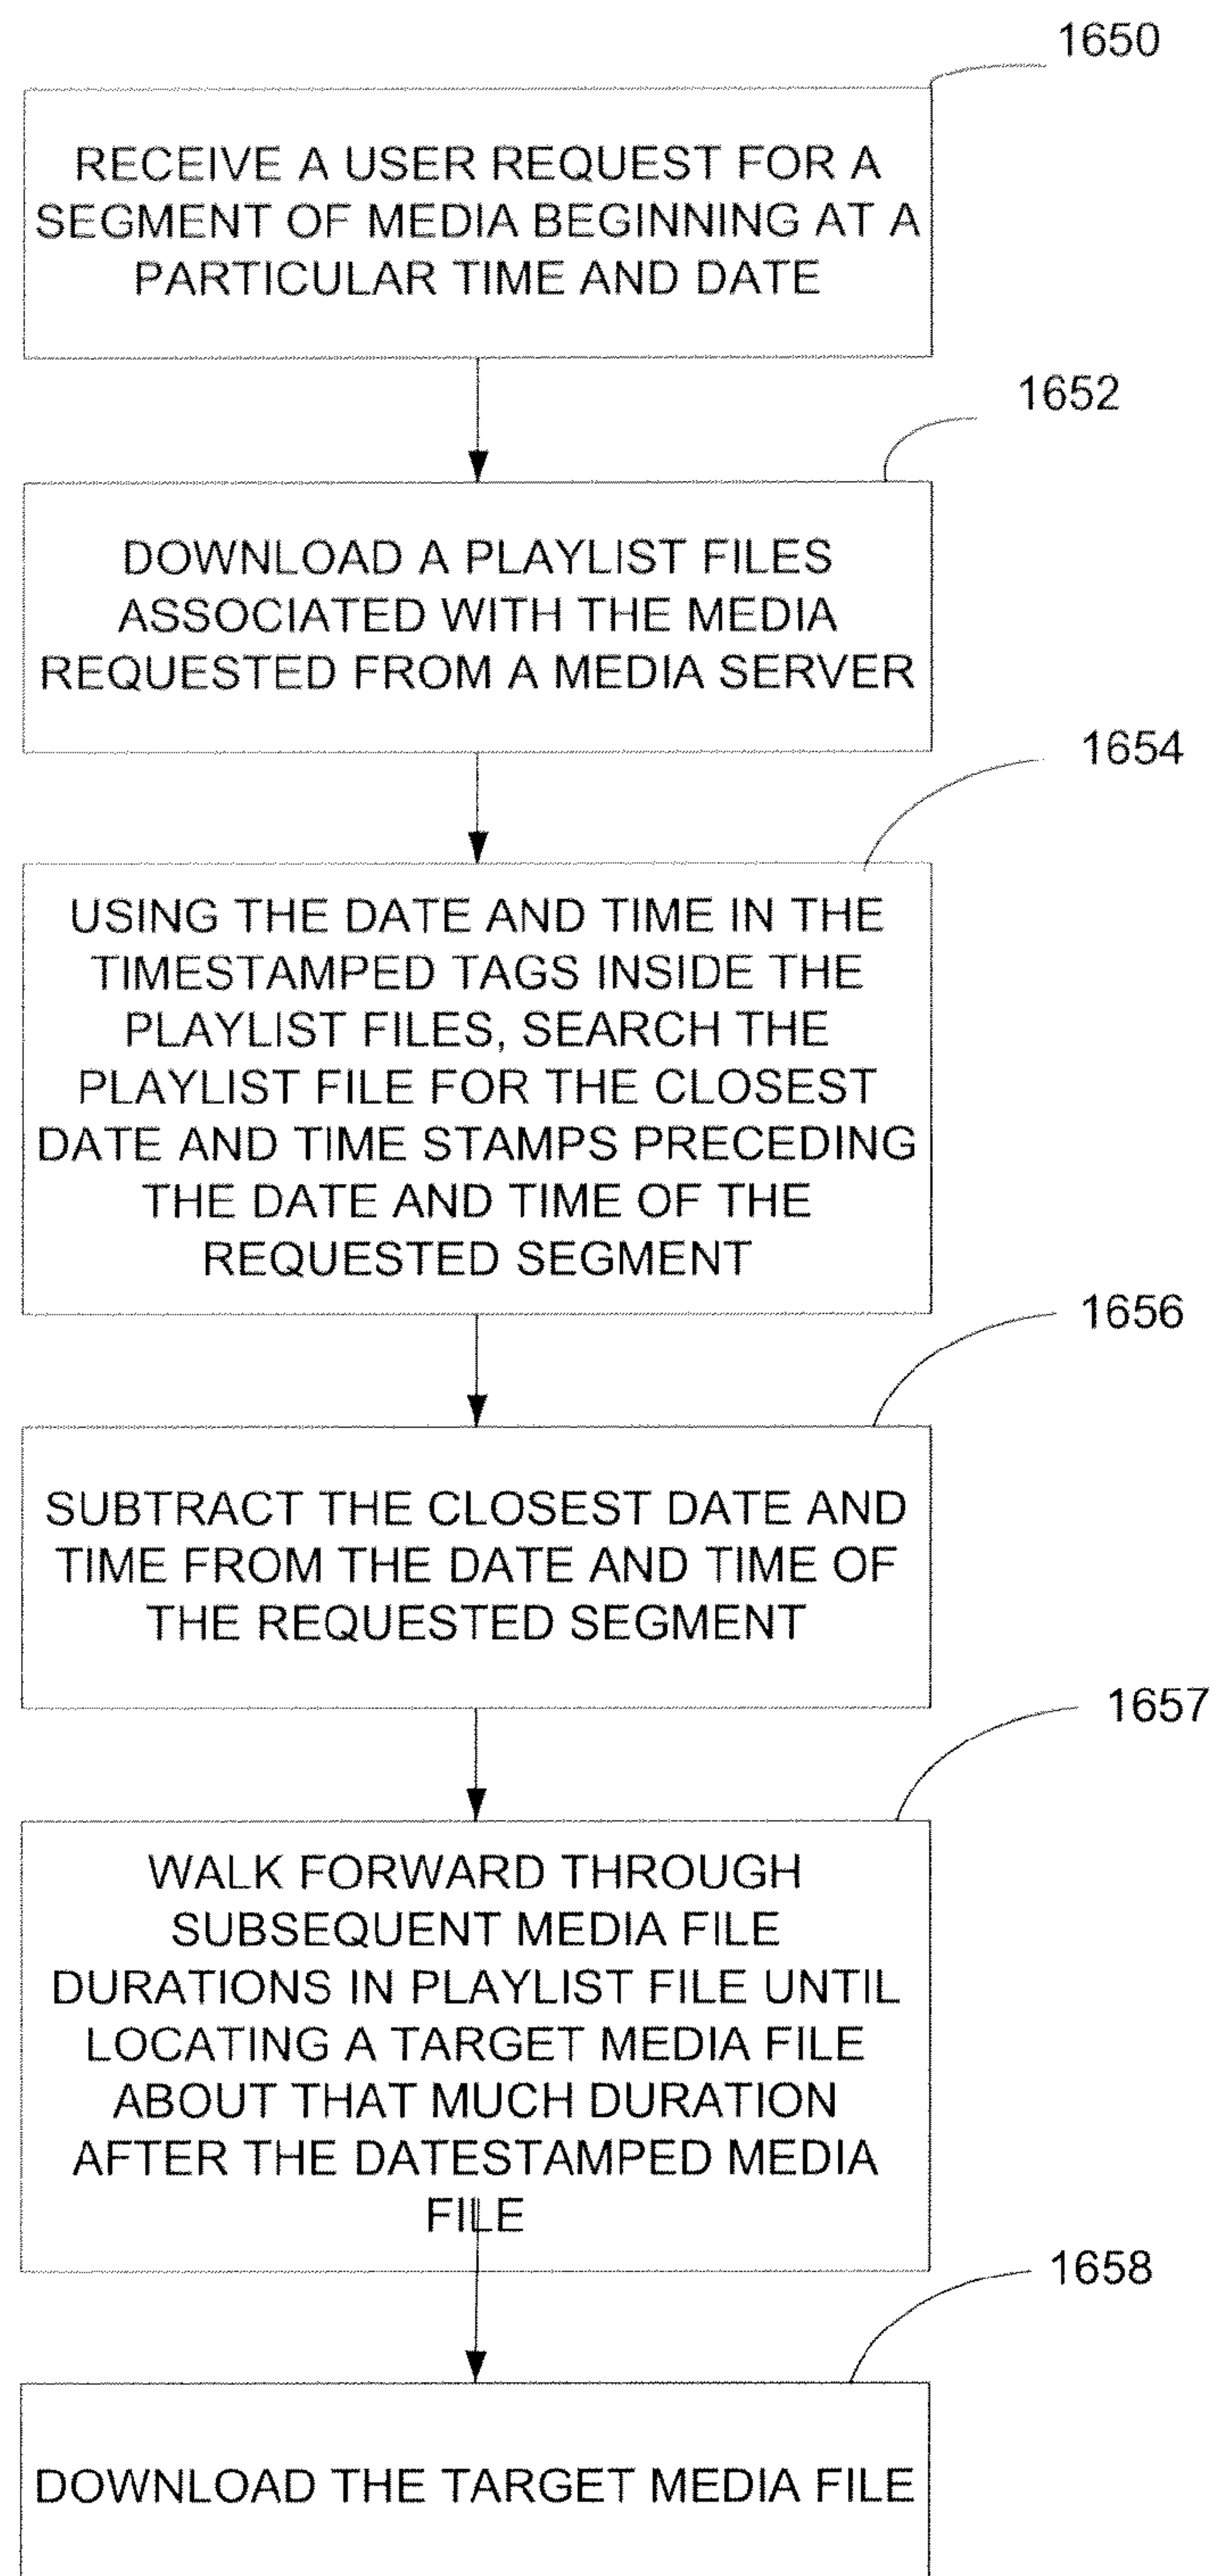 1650
RECEIVE A USER REQUEST FOR A
SEGMENT OF MEDIA BEGINNING AT A
PARTICULAR TIME AND DATE
1652
DOWNLOAD A PLAYLIST FILES
ASSOCIATED WITH THE MEDIA
REQUESTED FROM A MEDIA SERVER
1654
USING THE DATE AND TIME IN THE
TIMESTAMPED TAGS INSIDE THE
PLAYLIST FILES, SEARCH THE
PLAYLIST FILE FOR THE CLOSEST
DATE AND TIME STAMPS PRECEDING
THE DATE AND TIME OF THE
REQUESTED SEGMENT
1656
SUBTRACT THE CLOSEST DATE AND
TIME FROM THE DATE AND TIME OF
THE REQUESTED SEGMENT
1657
WALK FORWARD THROUGH
SUBSEQUENT MEDIA FILE
DURATIONS IN PLAYLIST FILE UNTIL
LOCATING A TARGET MEDIA FILE
ABOUT THAT MUCH DURATION
AFTER THE DATESTAMPED MEDIA
FILE
1658
DOWNLOAD THE TARGET MEDIA FILE